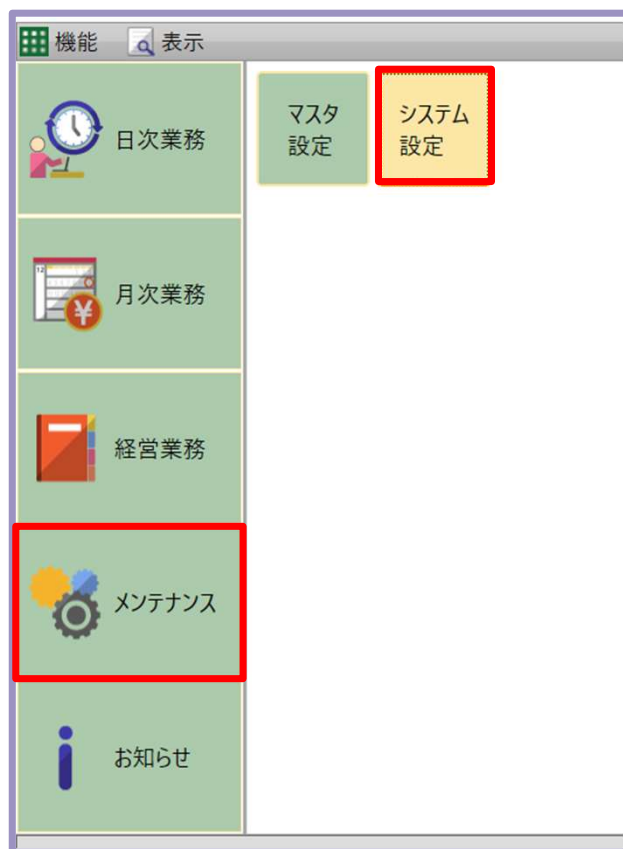 機能 表示
日次業務
月次業務
経営業務
メンテナンス
お知らせ
マスタ
設定
システム
設定